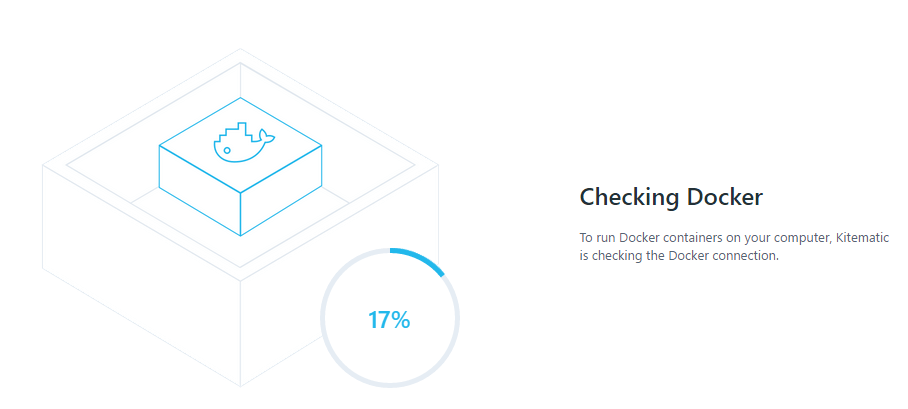 Checking Docker
To run Docker containers on your computer, Kitematic
is checking the Docker connection.
17%